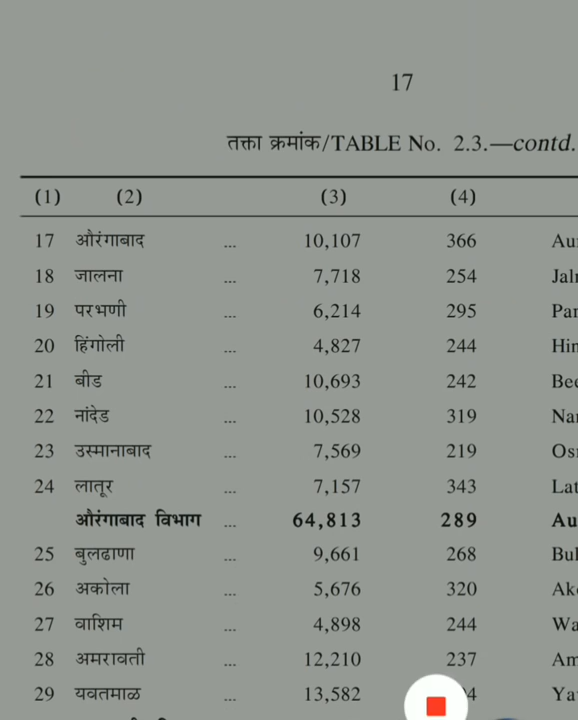 17
तक्ता क्रमांक/TABLE No. 2.3.—contd.
(1) (2) (3) (4)
17 औरंगाबाद ... 10,107 366
18 जालना ... 7,718 254
19 परभणी ... 6,214 295
20 हिंगोली ... 4,827 244
21 बीड ... 10,693 242
22 नांदेड ... 10,528 319
23 उस्मानाबाद ... 7,569 219
24 लातूर ... 7,157 343
औरंगाबाद विभाग ... 64,813 289
25 बुलढाणा ... 9,661 268
26 अकोला ... 5,676 320
27 वाशिम ... 4,898 244
28 अमरावती ... 12,210 237
29 यवतमाळ ... 13,582